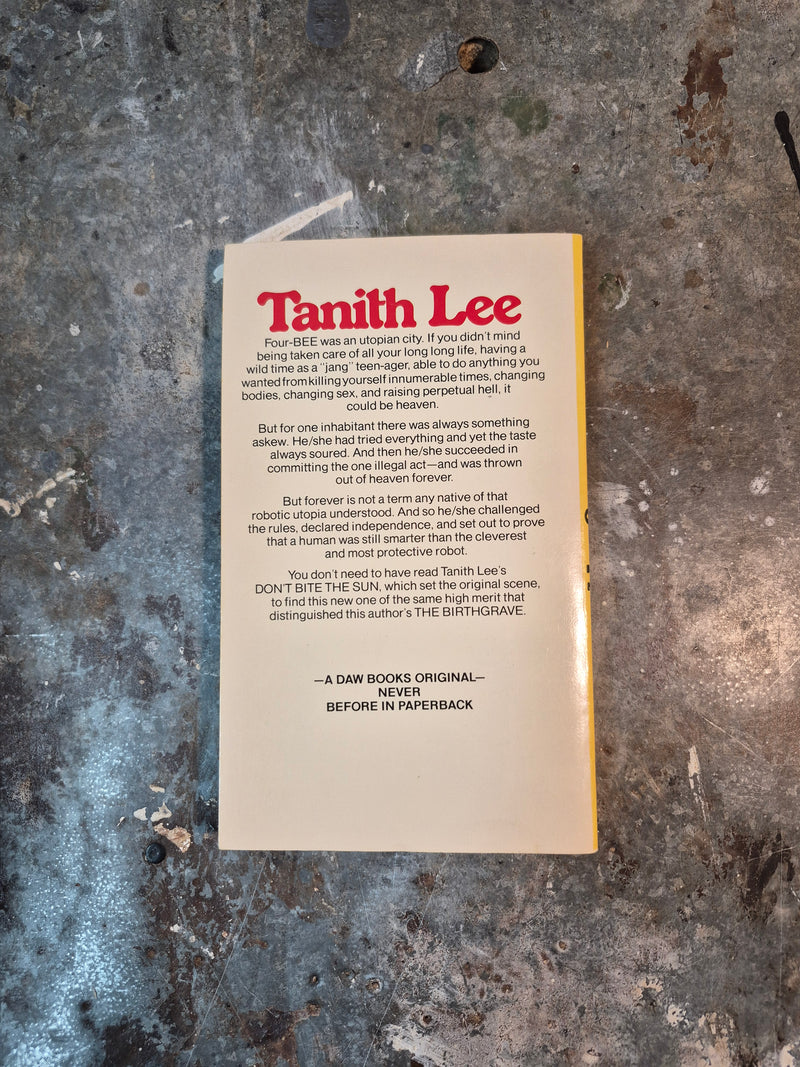 Tanith Lee
Four-BEE was an utopian city. If you didn't mind
being taken care of all your long long life, having a
wild time as a "jang" teen-ager, able to do anything you
wanted from killing yourself innumerable times, changing
bodies, changing sex, and raising perpetual hell, it
could be heaven.
But for one inhabitant there was always something
askew. He/she had tried everything and yet the taste
always soured. And then he/she succeeded in
committing the one illegal act—and was thrown
out of heaven forever.
But forever is not a term any native of that
robotic utopia understood. And so he/she challenged
the rules, declared independence, and set out to prove
that a human was still smarter than the cleverest
and most protective robot.
You don't need to have read Tanith Lee's
DON'T BITE THE SUN, which set the original scene,
to find this new one of the same high merit that
distinguished this author's THE BIRTHGRAVE.
—A DAW BOOKS ORIGINAL—
NEVER
BEFORE IN PAPERBACK